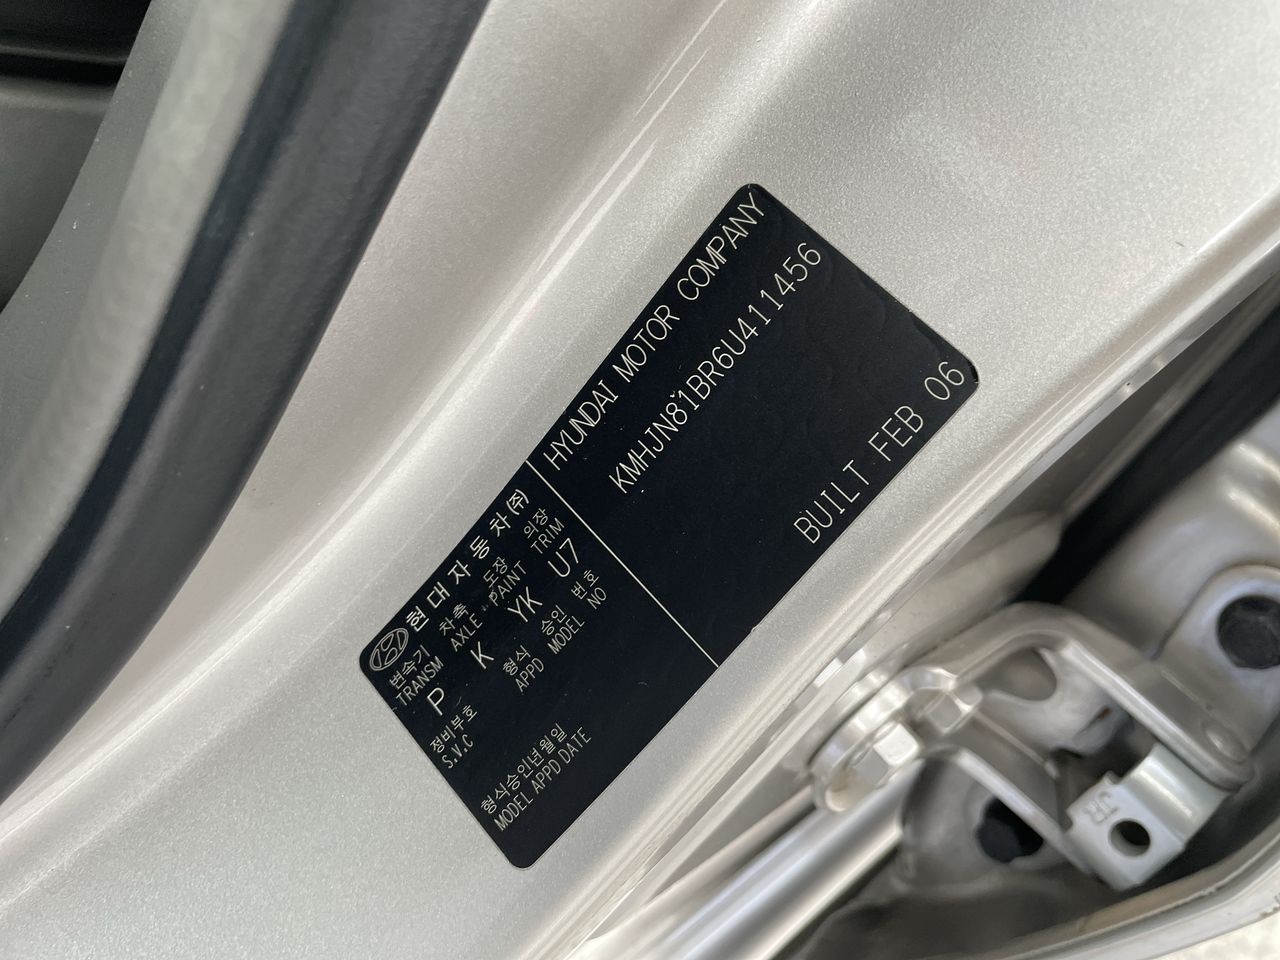 현대자동차(주) HYUNDAI MOTOR COMPANY
변속기 차축 도장 의장
TRANSM AXLE PAINT TRIM
P K YK U7
KMHJN81BR6U411456
정비부호 형식 승인 번호
S.V.C APPD MODEL NO
형식승인년월일
MODEL APPD DATE
BUILT FEB 06
JR